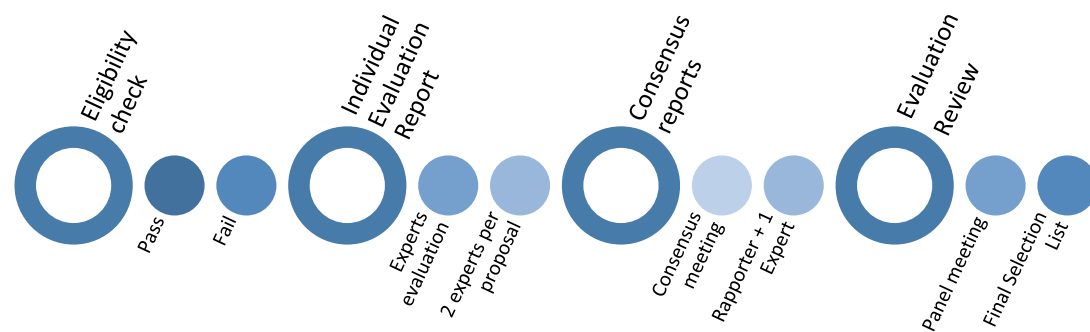 Eligibility
check
Pass
Fail
Individual
Evaluation
Report
Experts
evaluation
2 experts per
proposal
Consensus
reports
Consensus
meeting
Rapporter + 1
Expert
Evaluation
Review
Panel meeting
Final Selection
List